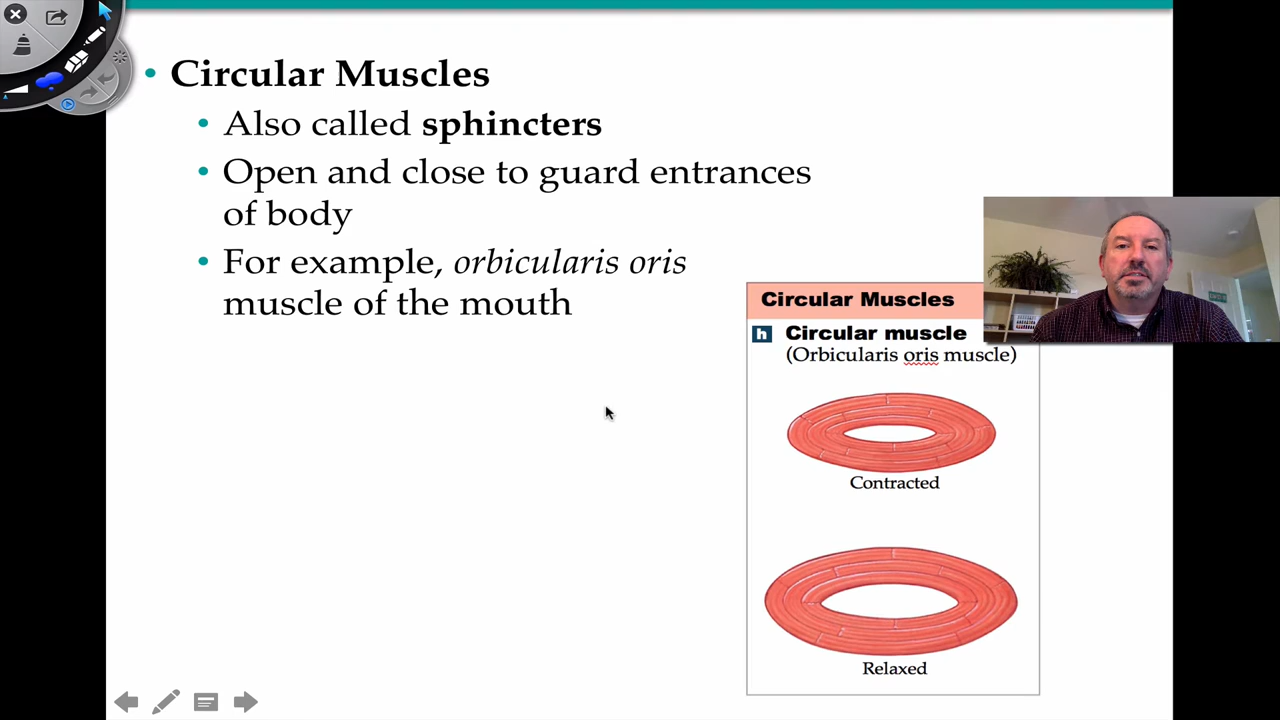 Circular Muscles
Also called sphincters
Open and close to guard entrances
of body
For example, orbicularis oris
muscle of the mouth
Circular Muscles
h Circular muscle
(Orbicularis oris muscle)
Contracted
Relaxed